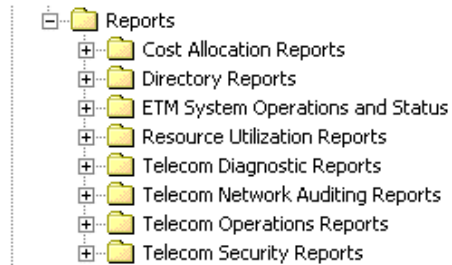 Reports
Cost Allocation Reports
Directory Reports
ETM System Operations and Status
Resource Utilization Reports
Telecom Diagnostic Reports
Telecom Network Auditing Reports
Telecom Operations Reports
Telecom Security Reports